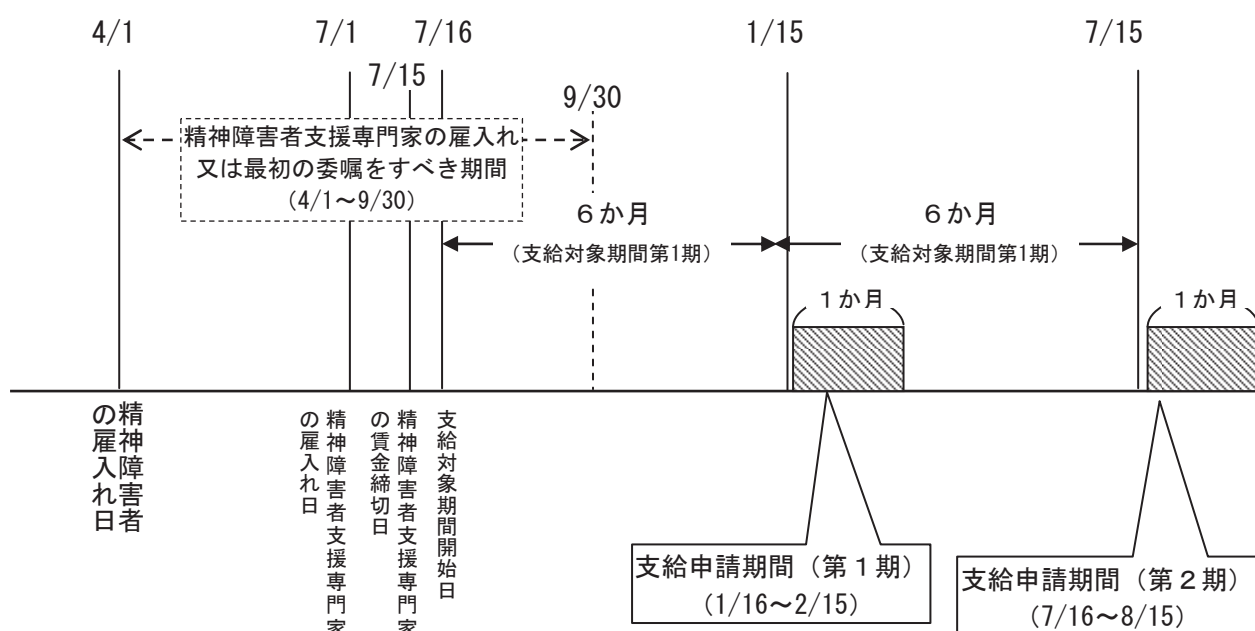 4/1
7/1
7/16
1/15
7/15
7/15
9/30
精神障害者支援専門家の雇入れ
又は最初の委嘱をすべき期間
(4/1～9/30)
6か月
(支給対象期間第1期)
6か月
(支給対象期間第1期)
1か月
1か月
精神障害者
の雇入れ日
精神障害者支援専門家
の雇入れ日
精神障害者支援専門家
の賃金締切日
支給対象期間開始日
支給申請期間（第１期）
(1/16～2/15)
支給申請期間（第２期）
(7/16～8/15)